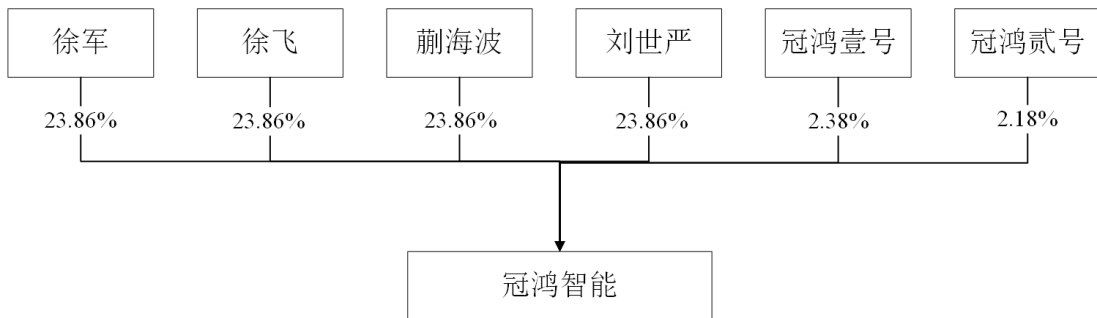 徐军
徐飞
蒯海波
刘世严
冠鸿壹号
冠鸿贰号
23.86%
23.86%
23.86%
23.86%
2.38%
2.18%
冠鸿智能